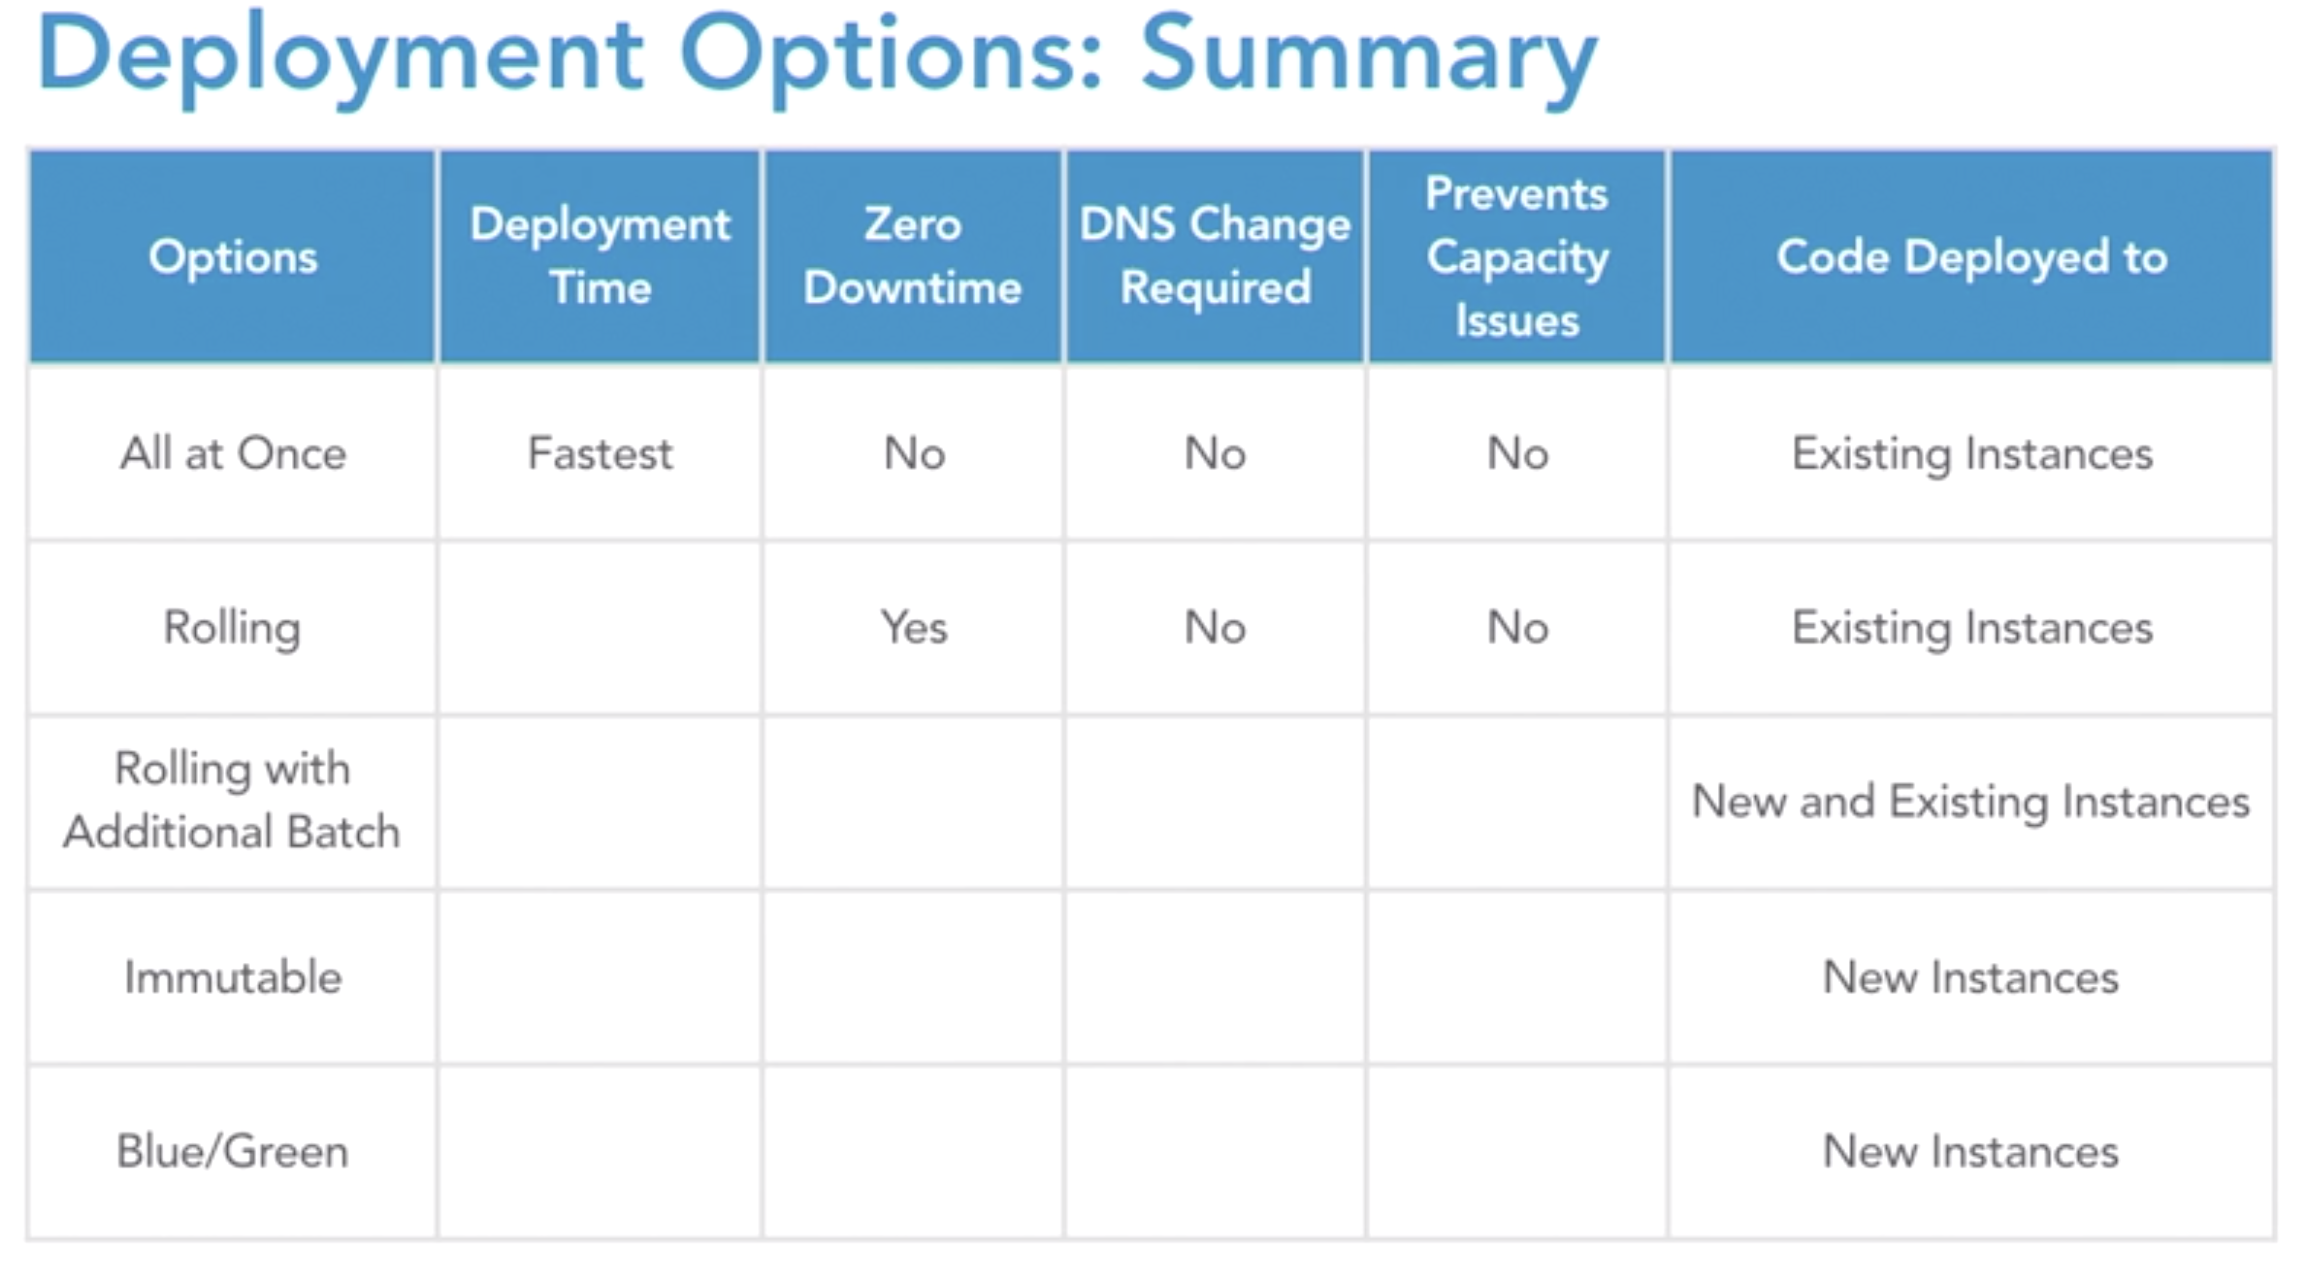 Deployment Options: Summary
Options
Deployment
Time
Zero
Downtime
DNS Change
Required
Prevents
Capacity
Issues
Code Deployed to
All at Once
Fastest
No
No
No
Existing Instances
Rolling
Yes
No
No
Existing Instances
Rolling with
Additional Batch
New and Existing Instances
Immutable
New Instances
Blue/Green
New Instances